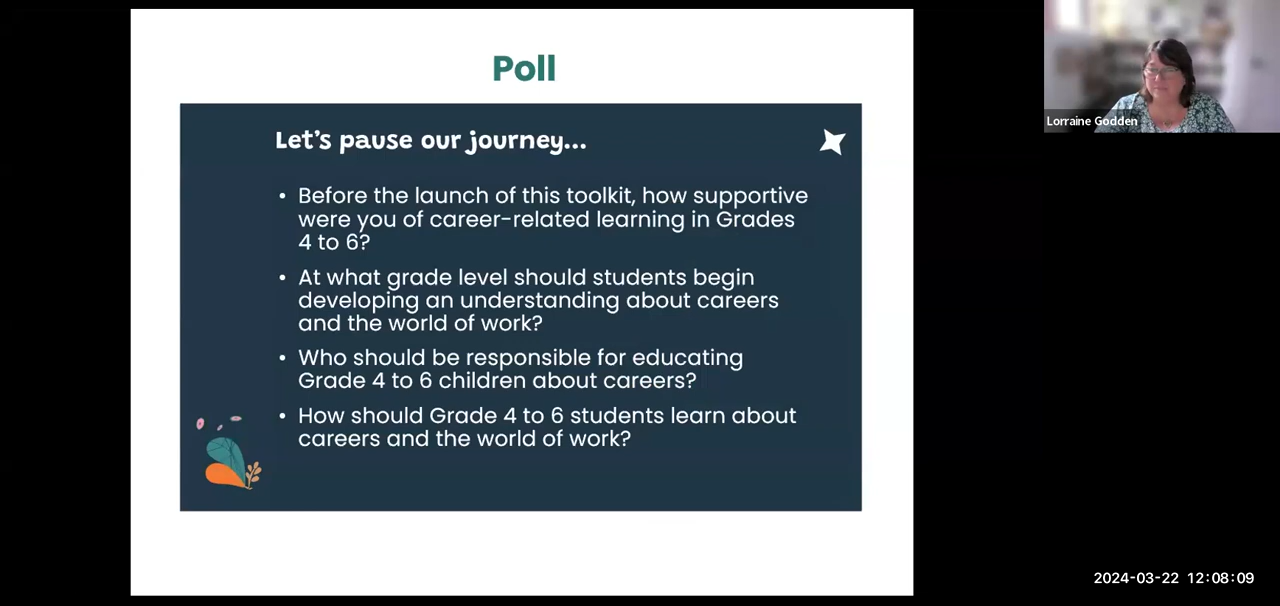 Poll
Let's pause our journey...
• Before the launch of this toolkit, how supportive
were you of career-related learning in Grades
4 to 6?
• At what grade level should students begin
developing an understanding about careers
and the world of work?
• Who should be responsible for educating
Grade 4 to 6 children about careers?
• How should Grade 4 to 6 students learn about
careers and the world of work?
Lorraine Godden
2024-03-22 12:08:09